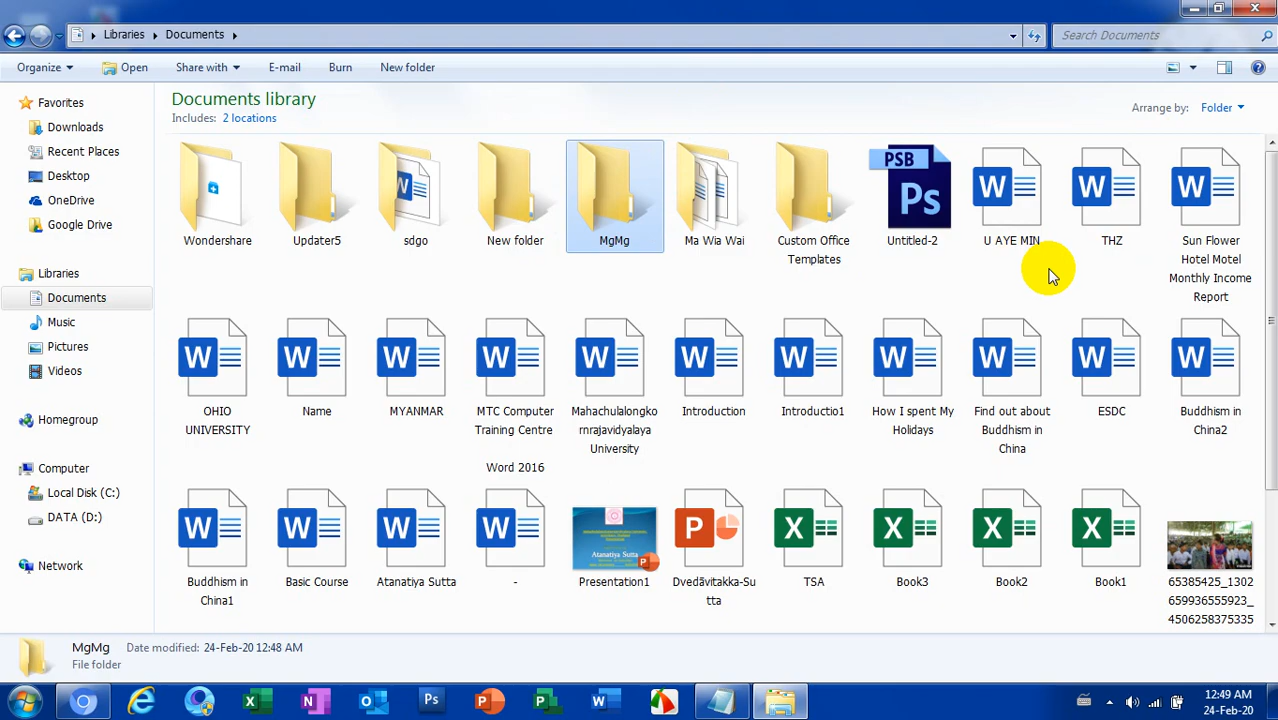 Libraries
Documents
Search Documents
Organize
Open
Share with
E-mail
Burn
New folder
Favorites
Downloads
Recent Places
Desktop
OneDrive
Google Drive
Libraries
Documents
Music
Pictures
Videos
Homegroup
Computer
Local Disk (C:)
DATA (D:)
Network
Documents library
Includes: 2 locations
Arrange by: Folder
Wondershare
Updater5
sdgo
New folder
MgMg
Ma Wia Wai
Custom Office
Templates
PSB
Ps
Untitled-2
U AYE MIN
THZ
Sun Flower
Hotel Motel
Monthly Income
Report
OHIO
UNIVERSITY
Name
MYANMAR
MTC Computer
Training Centre
Word 2016
Mahachulalongko
rnrajavidyalaya
University
Introduction
Introductio1
How I spent My
Holidays
Find out about
Buddhism in
China
ESDC
Buddhism in
China2
Buddhism in
China1
Basic Course
Atanatiya Sutta
-
Atanatiya Sutta
Presentation1
Dvedāvitakka-Su
tta
TSA
Book3
Book2
Book1
65385425_1302
659936555923_
4506258375335
MgMg
Date modified: 24-Feb-20 12:48 AM
File folder
12:49 AM
24-Feb-20